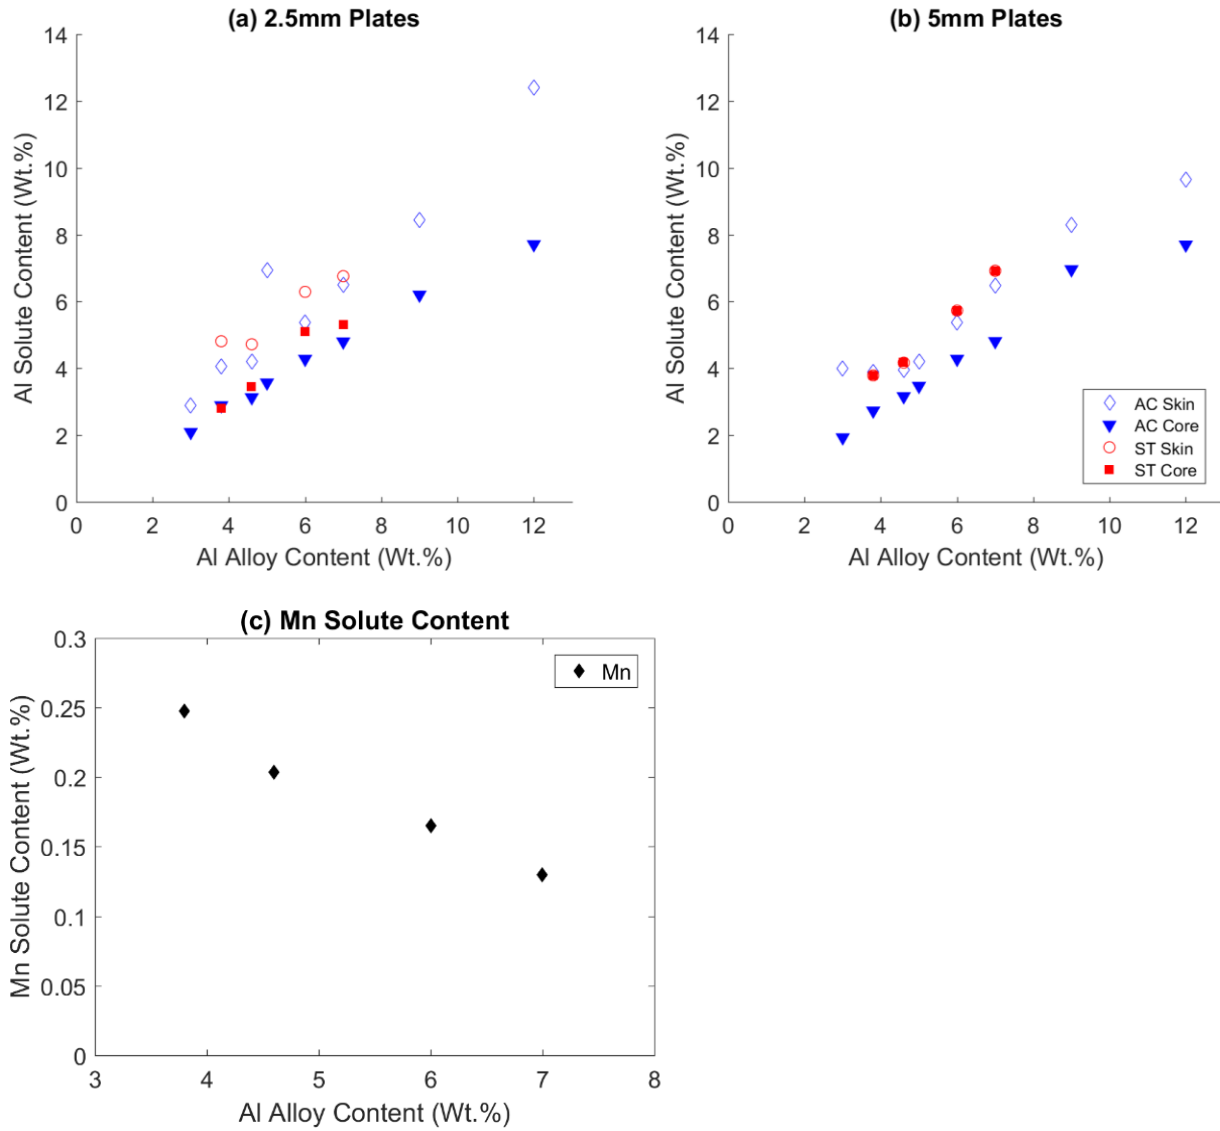 (a) 2.5mm Plates
14
12
10
8
6
4
2
0
0 2 4 6 8 10 12
Al Solute Content (Wt.%)
Al Alloy Content (Wt.%)
(b) 5mm Plates
14
12
10
8
6
4
2
0
0 2 4 6 8 10 12
Al Solute Content (Wt.%)
Al Alloy Content (Wt.%)
AC Skin
AC Core
ST Skin
ST Core
(c) Mn Solute Content
0.3
0.25
0.2
0.15
0.1
0.05
0
3 4 5 6 7 8
Mn Solute Content (Wt.%)
Al Alloy Content (Wt.%)
Mn